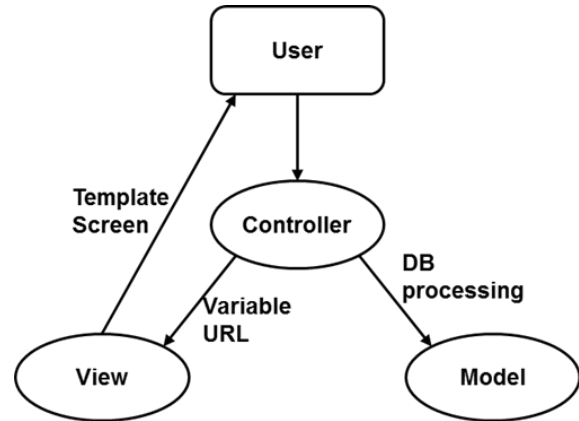 User
Template
Screen
Controller
DB
processing
Variable
URL
View
Model